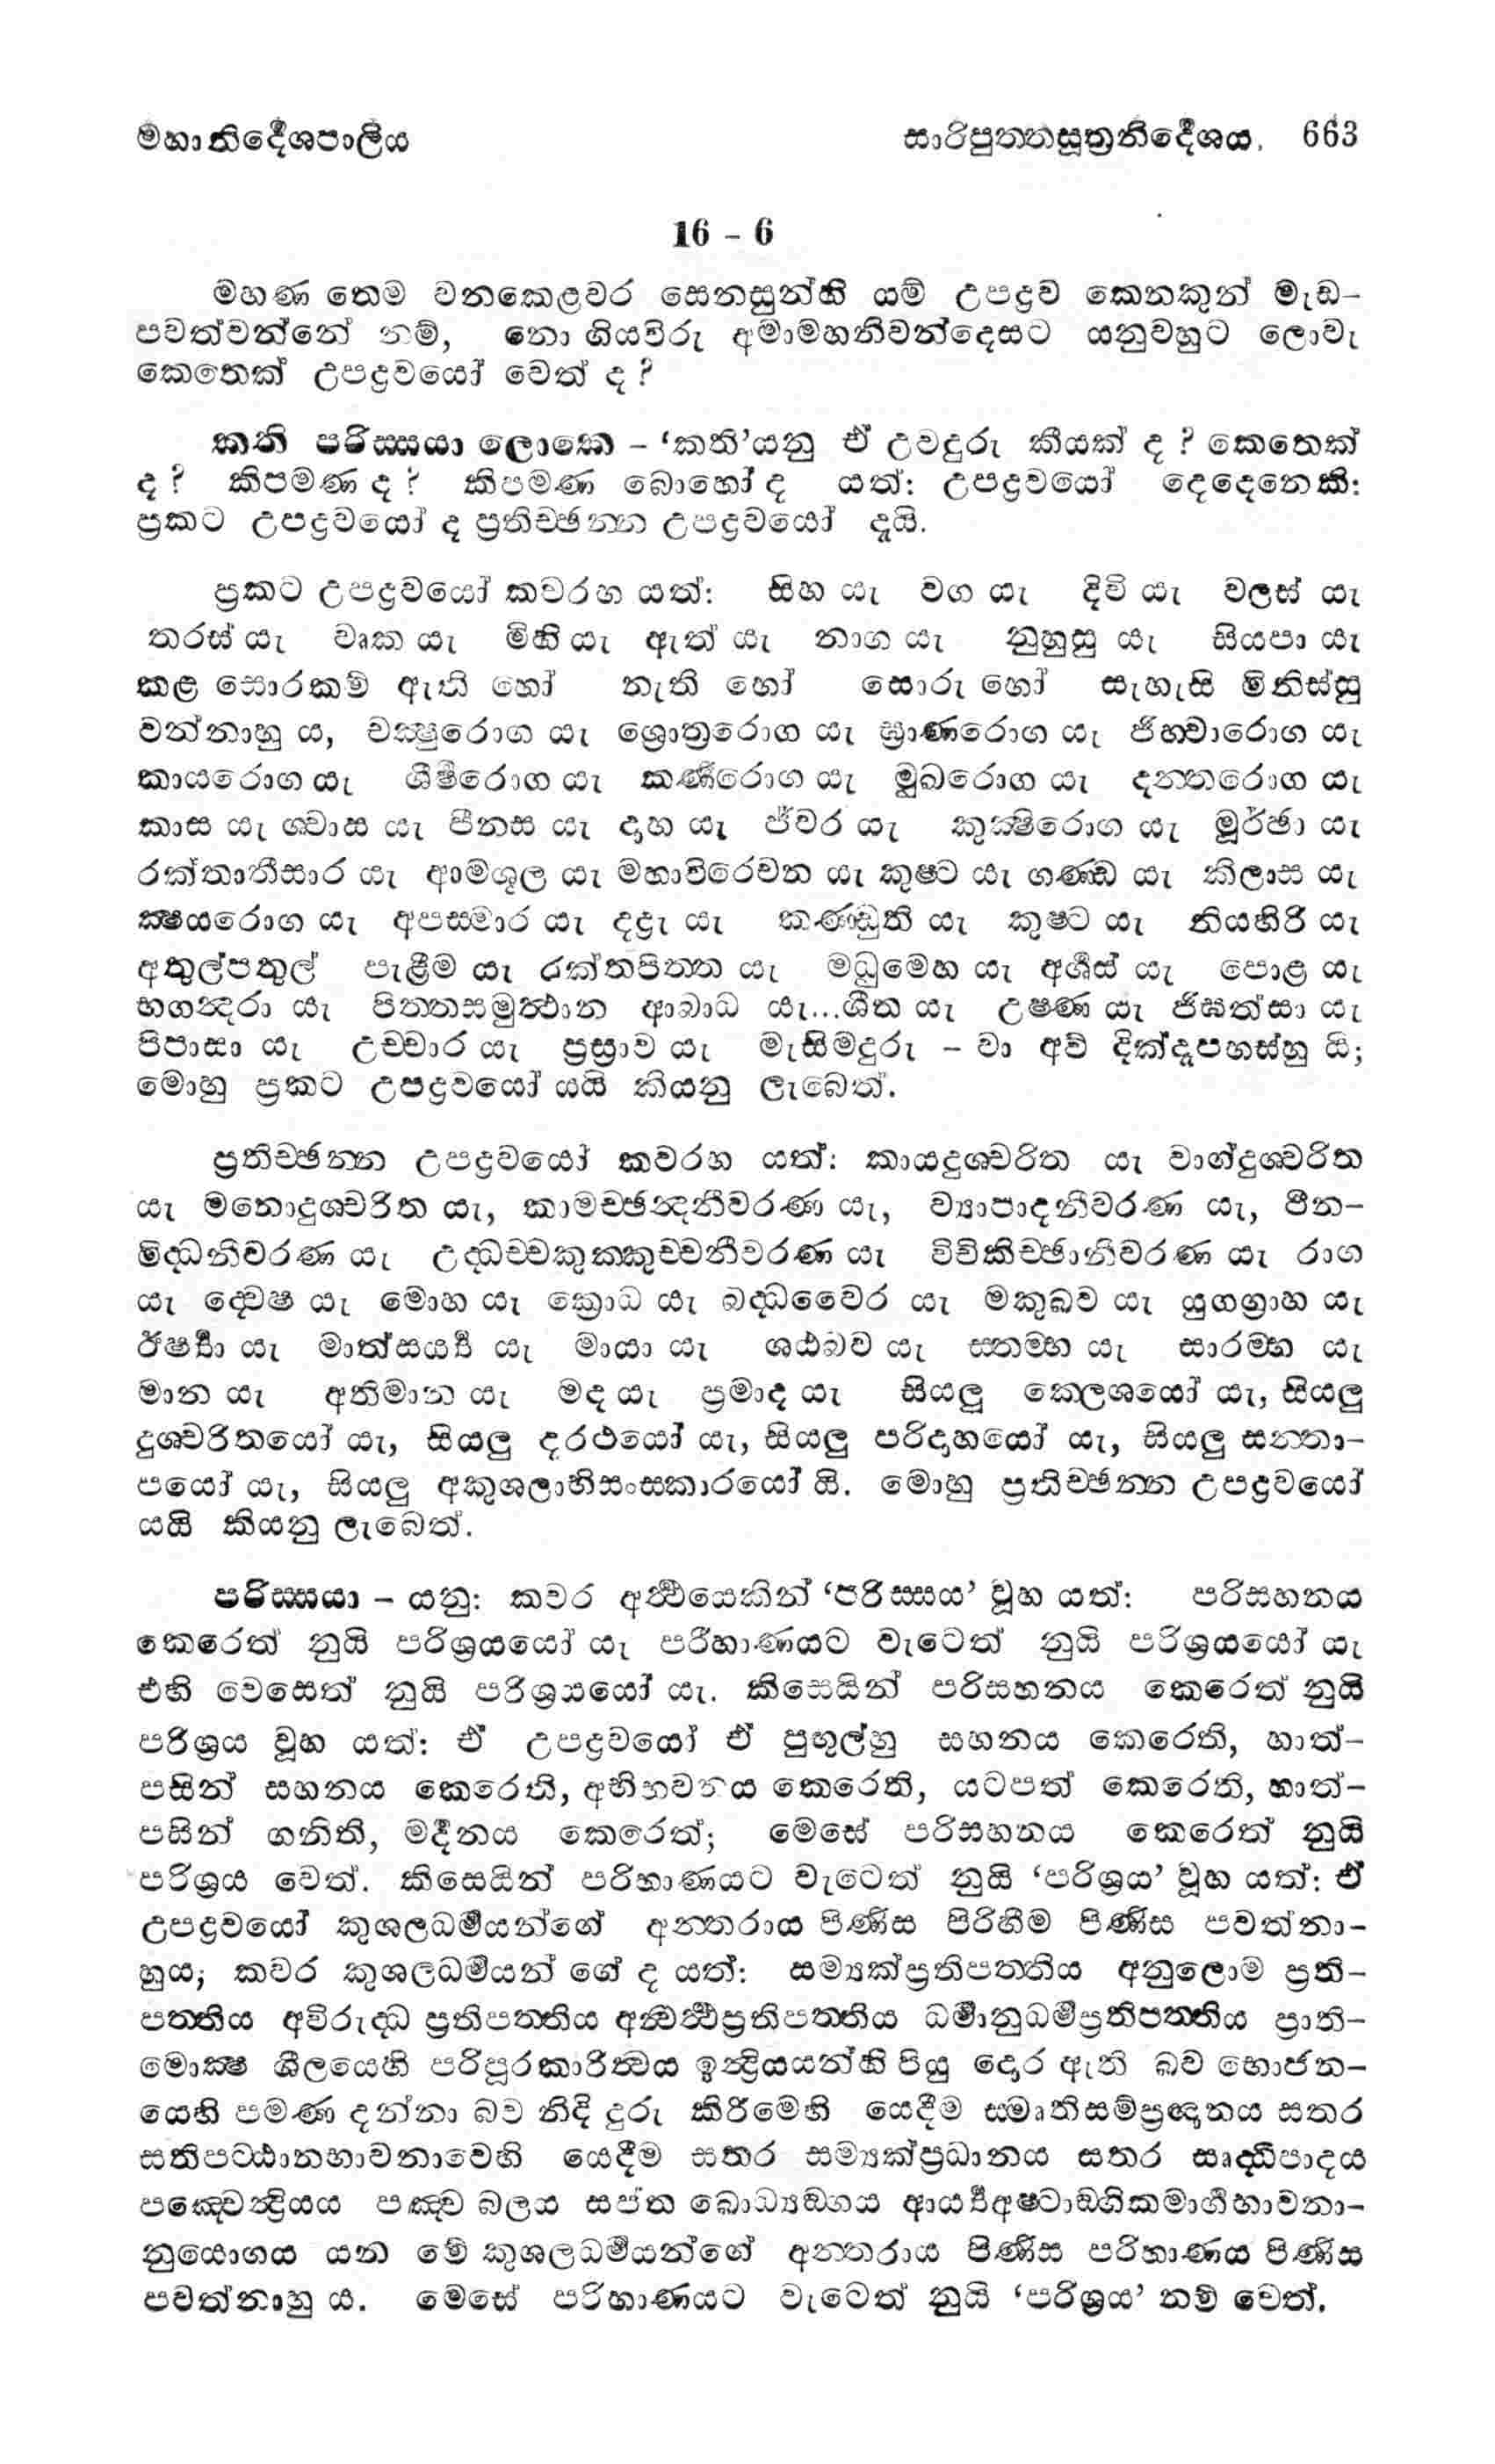 මහානිර්‍දේශපාලිය
සාරිපුත්‍තසූත්‍රනිර්‍දේශය. 663
16 – 6
මහණ තෙම වනකෙළවර සෙනසුන්හි යම් උපද්‍රව කෙනකුන් මැඩ-
පවත්වන්නේ නම්, නො ගියවිරු අමාමහනිවන්දෙසට යනුවහුට ලොවැ
කෙතෙක් උපද්‍රවයෝ වෙත් ද ?
කති පරිස්‍සයා ලොකෙ – ‘කති’යනු ඒ උවදුරු කීයක් ද ? කෙතෙක්
ද ? කිපමණ ද ? කිපමණ බොහෝ ද යත්: උපද්‍රවයෝ දෙදෙනෙකි:
ප්‍රකට උපද්‍රවයෝ ද ප්‍රතිච්ඡන්‍න උපද්‍රවයෝ දැයි.
ප්‍රකට උපද්‍රවයෝ කවරහ යත්: සිහ යැ වග යැ දිවි යැ වලස් යැ
තරස් යැ වෘක යැ මිහි යැ ඇත් යැ නාග යැ නුහුසු යැ සියපා යැ
කළ සොරකම් ඇති හෝ නැති හෝ සොරු හෝ සැහැසි මිනිස්සු
වන්නාහු ය, චක්‍ෂුරොග යැ ශ්‍රොත්‍රරොග යැ ඝ්‍රාණරොග යැ ජිහ්‍වාරොග යැ
කායරොග යැ ශීර්‍ෂරොග යැ කර්‍ණරොග යැ මුඛරොග යැ දන්‍තරොග යැ
කාස යැ ශ්‍වාස යැ පීනස යැ දාහ යැ ජ්වර යැ කුක්‍ෂිරොග යැ මූර්ඡා යැ
රක්තාතීසාර යැ ආමශූල යැ මහාවිරෙචන යැ කුෂ්‍ට යැ ගණ්‍ඩ යැ කිලාස යැ
ක්‍ෂයරොග යැ අපස්‍මාර යැ දද්‍රැ යැ කණ්‍ඩූති යැ කුෂ්‍ට යැ නියහිරි යැ
අතුල්පතුල් පැළීම යැ රක්තපිත්‍ත යැ මධුමෙහ යැ අර්‍ශස් යැ පොළ යැ
භගන්‍දරා යැ පිත්‍තසමුත්‍ථාන ආබාධ යැ...ශීත යැ උෂ්‍ණ යැ ජිඝත්සා යැ
පිපාසා යැ උච්චාර යැ ප්‍රස්‍රාව යැ මැසිමදුරු – වා අව් දික්දෑපහස්හු යි;
මොහු ප්‍රකට උපද්‍රවයෝ යයි කියනු ලැබෙත්.
ප්‍රතිච්ඡන්‍න උපද්‍රවයෝ කවරහ යත්: කායදුශ්‍චරිත යැ වාග්දුශ්‍චරිත
යැ මනොදුශ්‍චරිත යැ, කාමච්ඡන්‍දනීවරණ යැ, ව්‍යාපාදනීවරණ යැ, ථීන-
මිද්‍ධනීවරණ යැ උද්‍ධච්චකුක්‍කුච්චනීවරණ යැ විචිකිච්ඡානීවරණ යැ රාග
යැ ද්‍වෙෂ යැ මොහ යැ ක්‍රොධ යැ බද්‍ධවෛර යැ මකුබව යැ යුගග්‍රාහ යැ
ඊර්‍ෂ්‍යා යැ මාත්සර්‍ය්‍ය යැ මායා යැ ශඨබව යැ ස්‍තම්‍භ යැ සාරම්‍භ යැ
මාන යැ අතිමාන යැ මද යැ ප්‍රමාද යැ සියලු කෙලශයෝ යැ, සියලු
දුශ්‍චරිතයෝ යැ, සියලු දරථයෝ යැ, සියලු පරිදාහයෝ යැ, සියලු සන්‍තා-
පයෝ යැ, සියලු අකුශලාභිසංස්‍කාරයෝ යි. මොහු ප්‍රතිච්ඡන්‍න උපද්‍රවයෝ
යයි කියනු ලැබෙත්.
පරිස්‍සයා – යනු: කවර අර්‍ත්‍ථයෙකින් ‘පරිස්‍සය’ වූහ යත්: පරිසහනය
කෙරෙත් නුයි පරිශ්‍රයයෝ යැ පරිහාණයට වැටෙත් නුයි පරිශ්‍රයයෝ යැ
එහි වෙසෙත් නුයි පරිශ්‍රයයෝ යැ. කිසෙයින් පරිසහනය කෙරෙත් නුයි
පරිශ්‍රය වූහ යත්: ඒ උපද්‍රවයෝ ඒ පුඟුල්හු සහනය කෙරෙති, හාත්-
පසින් සහනය කෙරෙති, අභිභවනය කෙරෙති, යටපත් කෙරෙති, හාත්-
පසින් ගනිති, මර්‍දනය කෙරෙත්; මෙසේ පරිසහනය කෙරෙත් නුයි
පරිශ්‍රය වෙත්. කිසෙයින් පරිහාණයට වැටෙත් නුයි ‘පරිශ්‍රය’ වූහ යත්: ඒ
උපද්‍රවයෝ කුශලධර්‍මයන්ගේ අන්‍තරාය පිණිස පිරිහීම පිණිස පවත්නා-
හුය; කවර කුශලධර්‍මයන් ගේ ද යත්: සම්‍යක්ප්‍රතිපත්‍තිය අනුලොම ප්‍රති-
පත්‍තිය අවිරුද්‍ධ ප්‍රතිපත්‍තිය අන්‍වර්‍ත්‍ථප්‍රතිපත්‍තිය ධර්‍මානුධර්‍මප්‍රතිපත්‍තිය ප්‍රාති-
මොක්‍ෂ ශීලයෙහි පරිපූරකාරිත්‍වය ඉන්‍ද්‍රියයන්හි පියු දොර ඇති බව භොජන-
යෙහි පමණ දන්නා බව නිදි දුරු කිරීමෙහි යෙදීම ස්‍මෘතිසම්ප්‍රඥානය සතර
සතිපට්‍ඨානභාවනාවෙහි යෙදීම සතර සම්‍යක්ප්‍රධානය සතර සෘද්‍ධිපාදය
පඤ්චෙන්‍ද්‍රියය පඤ්ච බලය සප්ත බොධ්‍යඞ්ගය ආර්‍ය්‍යඅෂ්‍ටාඞ්ගිකමාර්‍ගභාවනා-
නුයොගය යන මේ කුශලධර්‍මයන්ගේ අන්‍තරාය පිණිස පරිහාණය පිණිස
පවත්නාහු ය. මෙසේ පරිහාණයට වැටෙත් නුයි ‘පරිශ්‍රය’ නම් වෙත්.